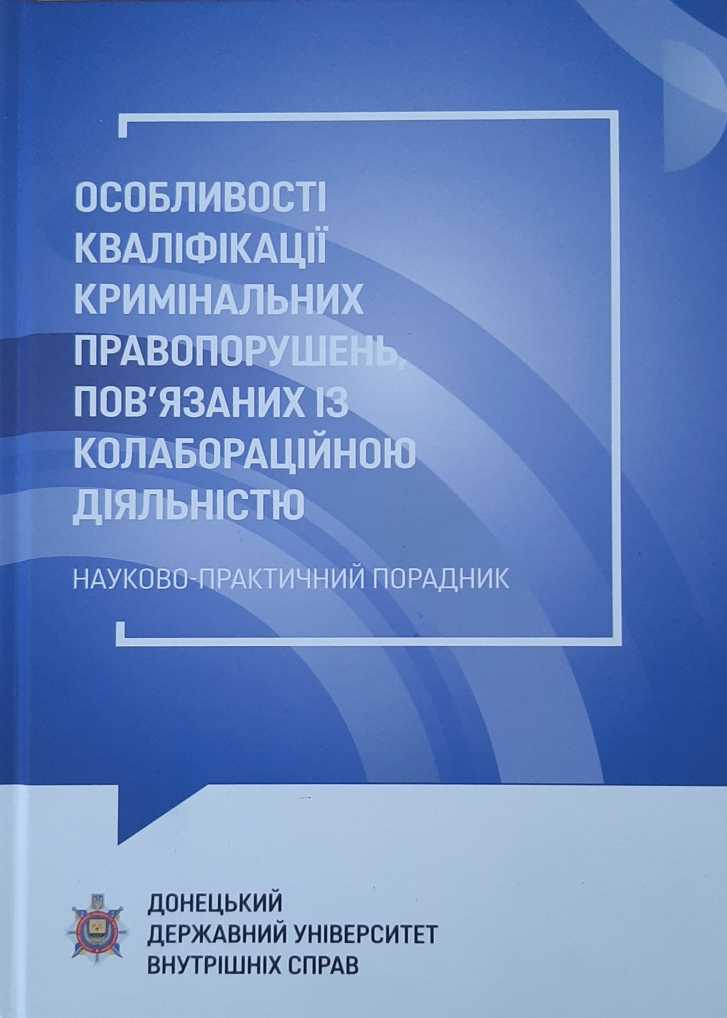 ОСОБЛИВОСТІ
КВАЛІФІКАЦІЇ
КРИМІНАЛЬНИХ
ПРАВОПОРУШЕНЬ,
ПОВ’ЯЗАНИХ ІЗ
КОЛАБОРАЦІЙНОЮ
ДІЯЛЬНІСТЮ
НАУКОВО-ПРАКТИЧНИЙ ПОРАДНИК
ДОНЕЦЬКИЙ
ДЕРЖАВНИЙ УНІВЕРСИТЕТ
ВНУТРІШНІХ СПРАВ